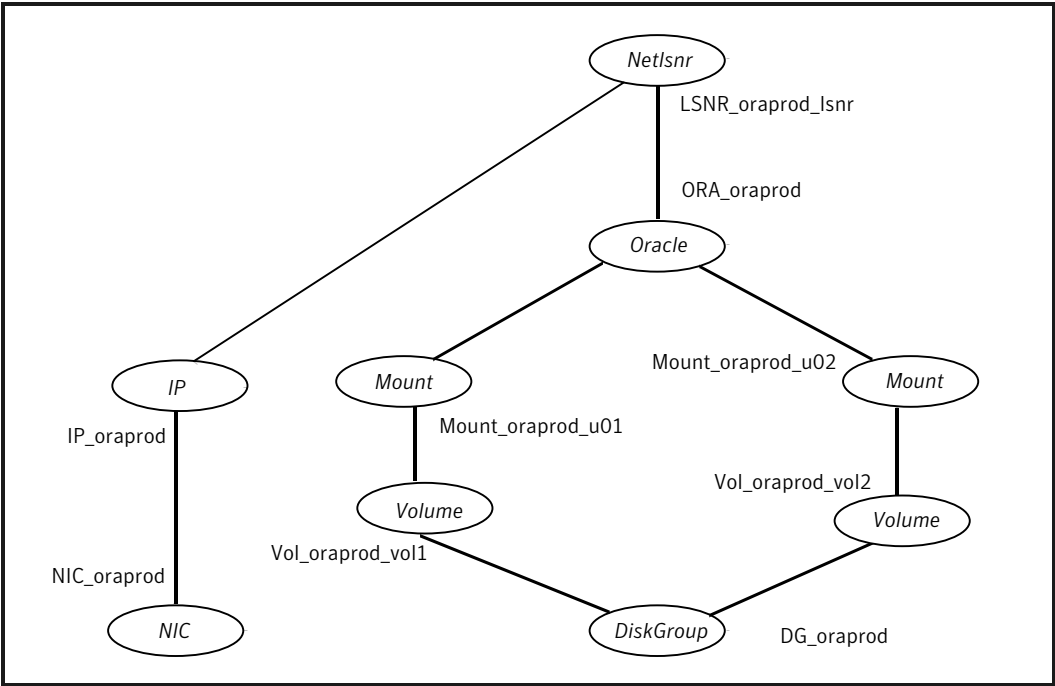 Netlsnr
LSNR_oraprod_lsnr
ORA_oraprod
Oracle
Mount_oraprod_u02
IP
Mount
Mount
IP_oraprod
Mount_oraprod_u01
Vol_oraprod_vol2
Volume
Volume
Vol_oraprod_vol1
NIC_oraprod
NIC
DiskGroup
DG_oraprod